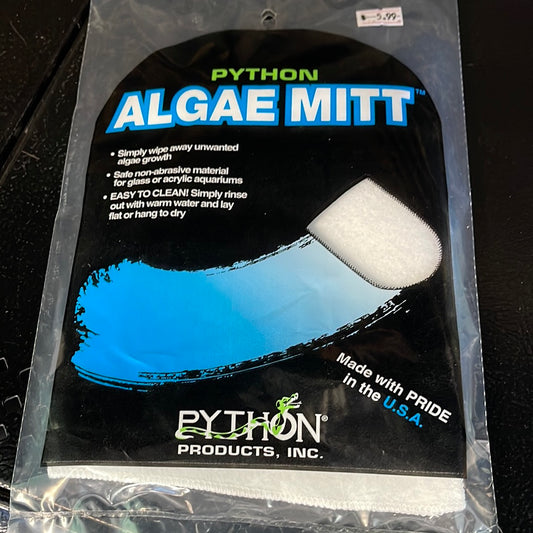 5.99
PYTHON
ALGAE MITT™
• Simply wipe away unwanted
algae growth
• Safe non-abrasive material
for glass or acrylic aquariums
• EASY TO CLEAN! Simply rinse
out with warm water and lay
flat or hang to dry
Made with PRIDE
in the U.S.A.
PYTHON®
PRODUCTS, INC.